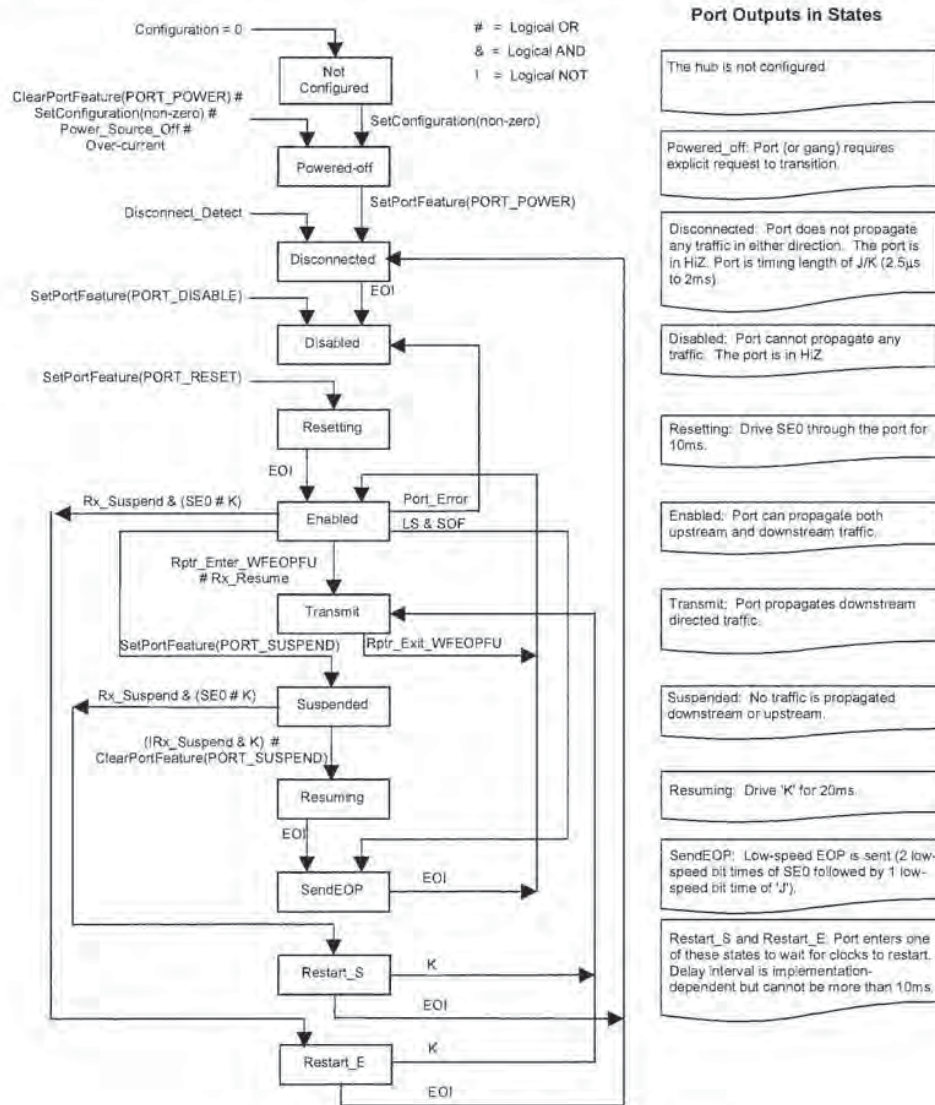 Port Outputs in States
Configuration = 0
# = Logical OR
& = Logical AND
! = Logical NOT
Not
Configured
The hub is not configured
ClearPortFeature(PORT_POWER) #
SetConfiguration(non-zero) #
Power_Source_Off #
Over-current
SetConfiguration(non-zero)
Powered-off
Powered_off: Port (or gang) requires
explicit request to transition.
SetPortFeature(PORT_POWER)
Disconnect_Detect
Disconnected
Disconnected: Port does not propagate
any traffic in either direction. The port is
in HiZ. Port is timing length of J/K (2.5µs
to 2ms)
EOI
SetPortFeature(PORT_DISABLE)
Disabled
Disabled: Port cannot propagate any
traffic. The port is in HiZ.
SetPortFeature(PORT_RESET)
Resetting
Resetting: Drive SE0 through the port for
10ms.
EOI
Rx_Suspend & (SE0 # K)
Enabled
Port_Error
LS & SOF
Enabled: Port can propagate both
upstream and downstream traffic.
Rptr_Enter_WFEOPFU
# Rx_Resume
Transmit
Transmit: Port propagates downstream
directed traffic.
SetPortFeature(PORT_SUSPEND)
Rptr_Exit_WFEOPFU
Rx_Suspend & (SE0 # K)
Suspended
Suspended: No traffic is propagated
downstream or upstream.
(!Rx_Suspend & K) #
ClearPortFeature(PORT_SUSPEND)
Resuming
Resuming: Drive 'K' for 20ms.
EOI
SendEOP
EOI
SendEOP: Low-speed EOP is sent (2 low-
speed bit times of SE0 followed by 1 low-
speed bit time of 'J').
Restart_S
K
EOI
Restart_S and Restart_E: Port enters one
of these states to wait for clocks to restart.
Delay interval is implementation-
dependent but cannot be more than 10ms.
Restart_E
K
EOI